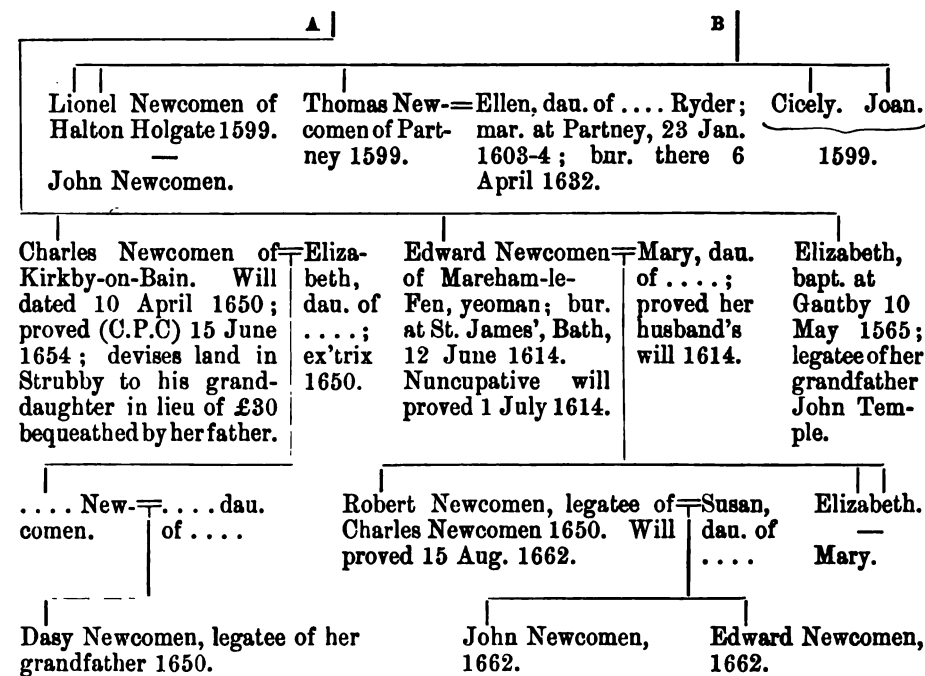 A B
Lionel Newcomen of
Halton Holgate 1599.
—
John Newcomen.
Thomas New-=
comen of Part-
ney 1599.
Ellen, dau. of .... Ryder;
mar. at Partney, 23 Jan.
1603-4; bur. there 6
April 1632.
Cicely. Joan.
1599.
Charles Newcomen of=
Kirkby-on-Bain. Will
dated 10 April 1650;
proved (C.P.C) 15 June
1654; devises land in
Strubby to his grand-
daughter in lieu of £30
bequeathed by her father.
Eliza-
beth,
dau. of
....;
ex'trix
1650.
Edward Newcomen=
of Mareham-le-
Fen, yeoman; bur.
at St. James', Bath,
12 June 1614.
Nuncupative will
proved 1 July 1614.
Mary, dau.
of ....;
proved her
husband's
will 1614.
Elizabeth,
bapt. at
Gautby 10
May 1565;
legatee of her
grandfather
John Tem-
ple.
.... New-=
comen.
.... dau.
of ....
Robert Newcomen, legatee of=
Charles Newcomen 1650. Will
proved 15 Aug. 1662.
Susan,
dau. of
....
Elizabeth.
—
Mary.
Dasy Newcomen, legatee of her
grandfather 1650.
John Newcomen,
1662.
Edward Newcomen,
1662.